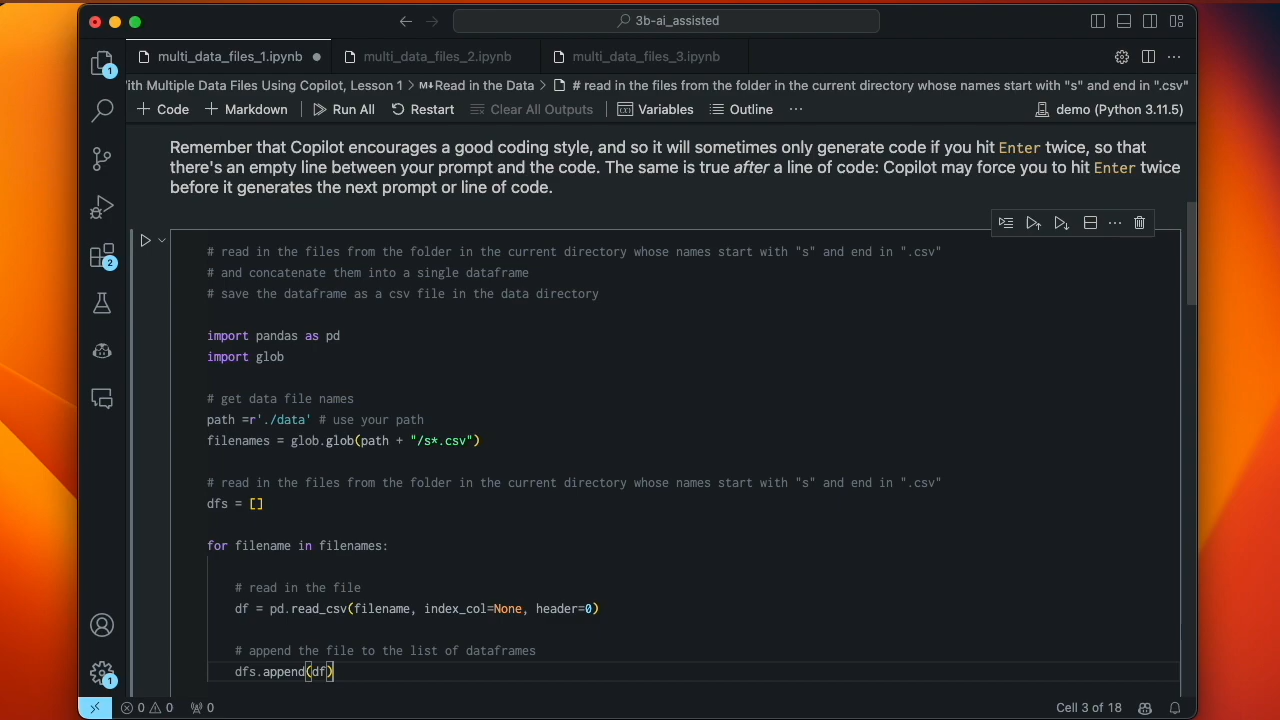 3b-ai_assisted
multi_data_files_1.ipynb
multi_data_files_2.ipynb
multi_data_files_3.ipynb
ith Multiple Data Files Using Copilot, Lesson 1 > M↓Read in the Data > # read in the files from the folder in the current directory whose names start with "s" and end in ".csv"
+ Code + Markdown Run All Restart Clear All Outputs Variables Outline ··· demo (Python 3.11.5)
Remember that Copilot encourages a good coding style, and so it will sometimes only generate code if you hit Enter twice, so that
there's an empty line between your prompt and the code. The same is true after a line of code: Copilot may force you to hit Enter twice
before it generates the next prompt or line of code.
# read in the files from the folder in the current directory whose names start with "s" and end in ".csv"
# and concatenate them into a single dataframe
# save the dataframe as a csv file in the data directory
import pandas as pd
import glob
# get data file names
path =r'./data' # use your path
filenames = glob.glob(path + "/s*.csv")
# read in the files from the folder in the current directory whose names start with "s" and end in ".csv"
dfs = []
for filename in filenames:
# read in the file
df = pd.read_csv(filename, index_col=None, header=0)
# append the file to the list of dataframes
dfs.append(df)
1
2
1
0 0 0
Cell 3 of 18